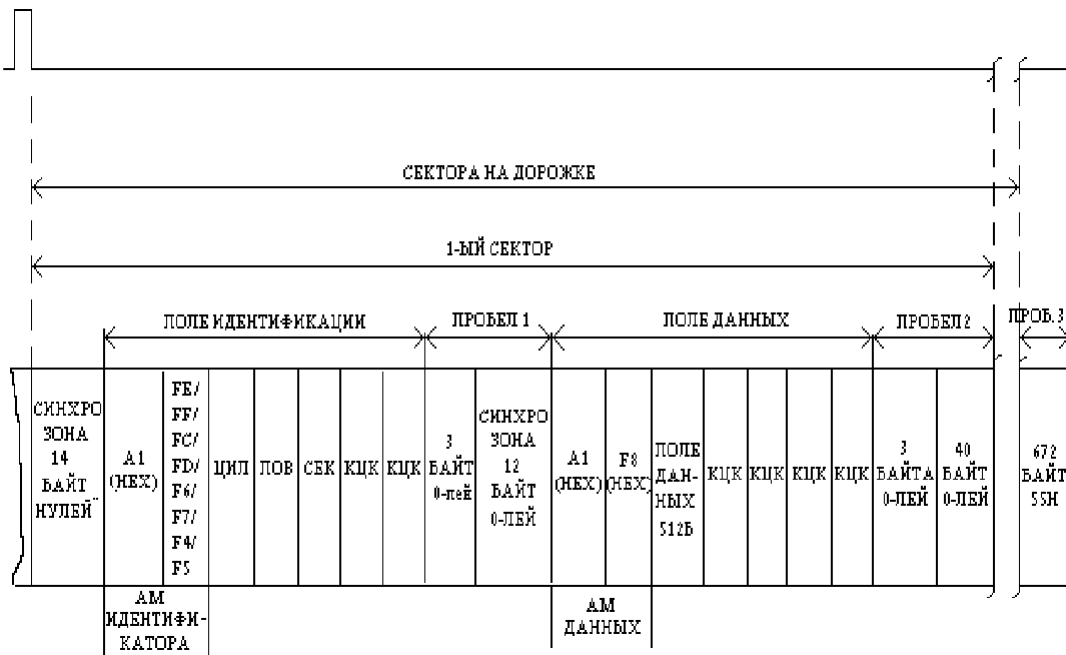 СЕКТОРА НА ДОРОЖКЕ
1-ЫЙ СЕКТОР
ПОЛЕ ИДЕНТИФИКАЦИИ
ПРОБЕЛ 1
ПОЛЕ ДАННЫХ
ПРОБЕЛ 2
ПРОБ. 3
СИНХРО
ЗОНА
14
БАЙТ
НУЛЕЙ
A1
(HEX)
FE/
FF/
FC/
FD/
F6/
F7/
F4/
F5
ЦИЛ
ПОВ
СЕК
КЦК
КЦК
3
БАЙТ
0-лей
СИНХРО
ЗОНА
12
БАЙТ
0-ЛЕЙ
A1
(HEX)
F8
(HEX)
ПОЛЕ
ДАН-
НЫХ
512Б
КЦК
КЦК
КЦК
КЦК
3
БАЙТА
0-ЛЕЙ
40
БАЙТ
0-ЛЕЙ
672
БАЙТ
55H
АМ
ИДЕНТИФИ-
КАТОРА
АМ
ДАННЫХ